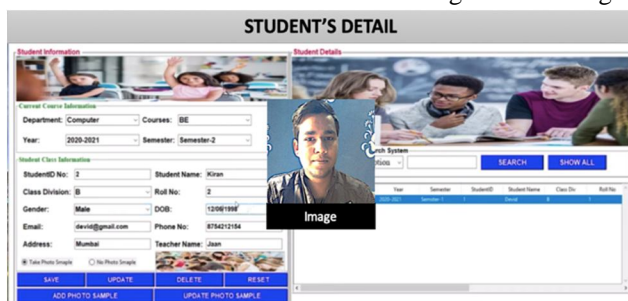 STUDENT'S DETAIL
Student Information
Current Course Information
Department: Computer Courses: BE
Year: 2020-2021 Semester: Semester-2
Student Class Information
StudentID No: 2 Student Name: Kiran
Class Division: B Roll No: 2
Gender: Male DOB: 12/08/1998
Email: david@gmail.com Phone No: 8754212154
Address: Mumbai Teacher Name: Jaan
Take Photo Smaple No Photo Smaple
SAVE UPDATE DELETE RESET
ADD PHOTO SAMPLE UPDATE PHOTO SAMPLE
Image
Student Details
System
SEARCH SHOW ALL
Year Semester StudentID Student Name Class Div Roll No
2020-2021 Semester-1 1 David B 1